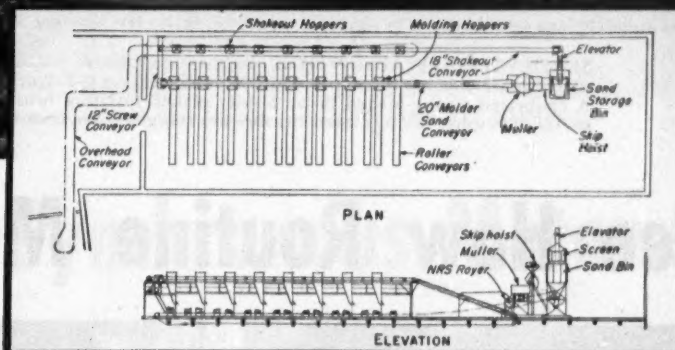 Shakeout Hoppers
Molding Hoppers
18" Shakeout
Conveyor
Elevator
12" Screw
Conveyor
Overhead
Conveyor
20" Molder
Sand
Conveyor
Muller
Sand
Storage
Bin
Skip
Hoist
Roller
Conveyors
PLAN
Skip hoist
Muller
NRS Royer
Elevator
Screen
Sand Bin
ELEVATION